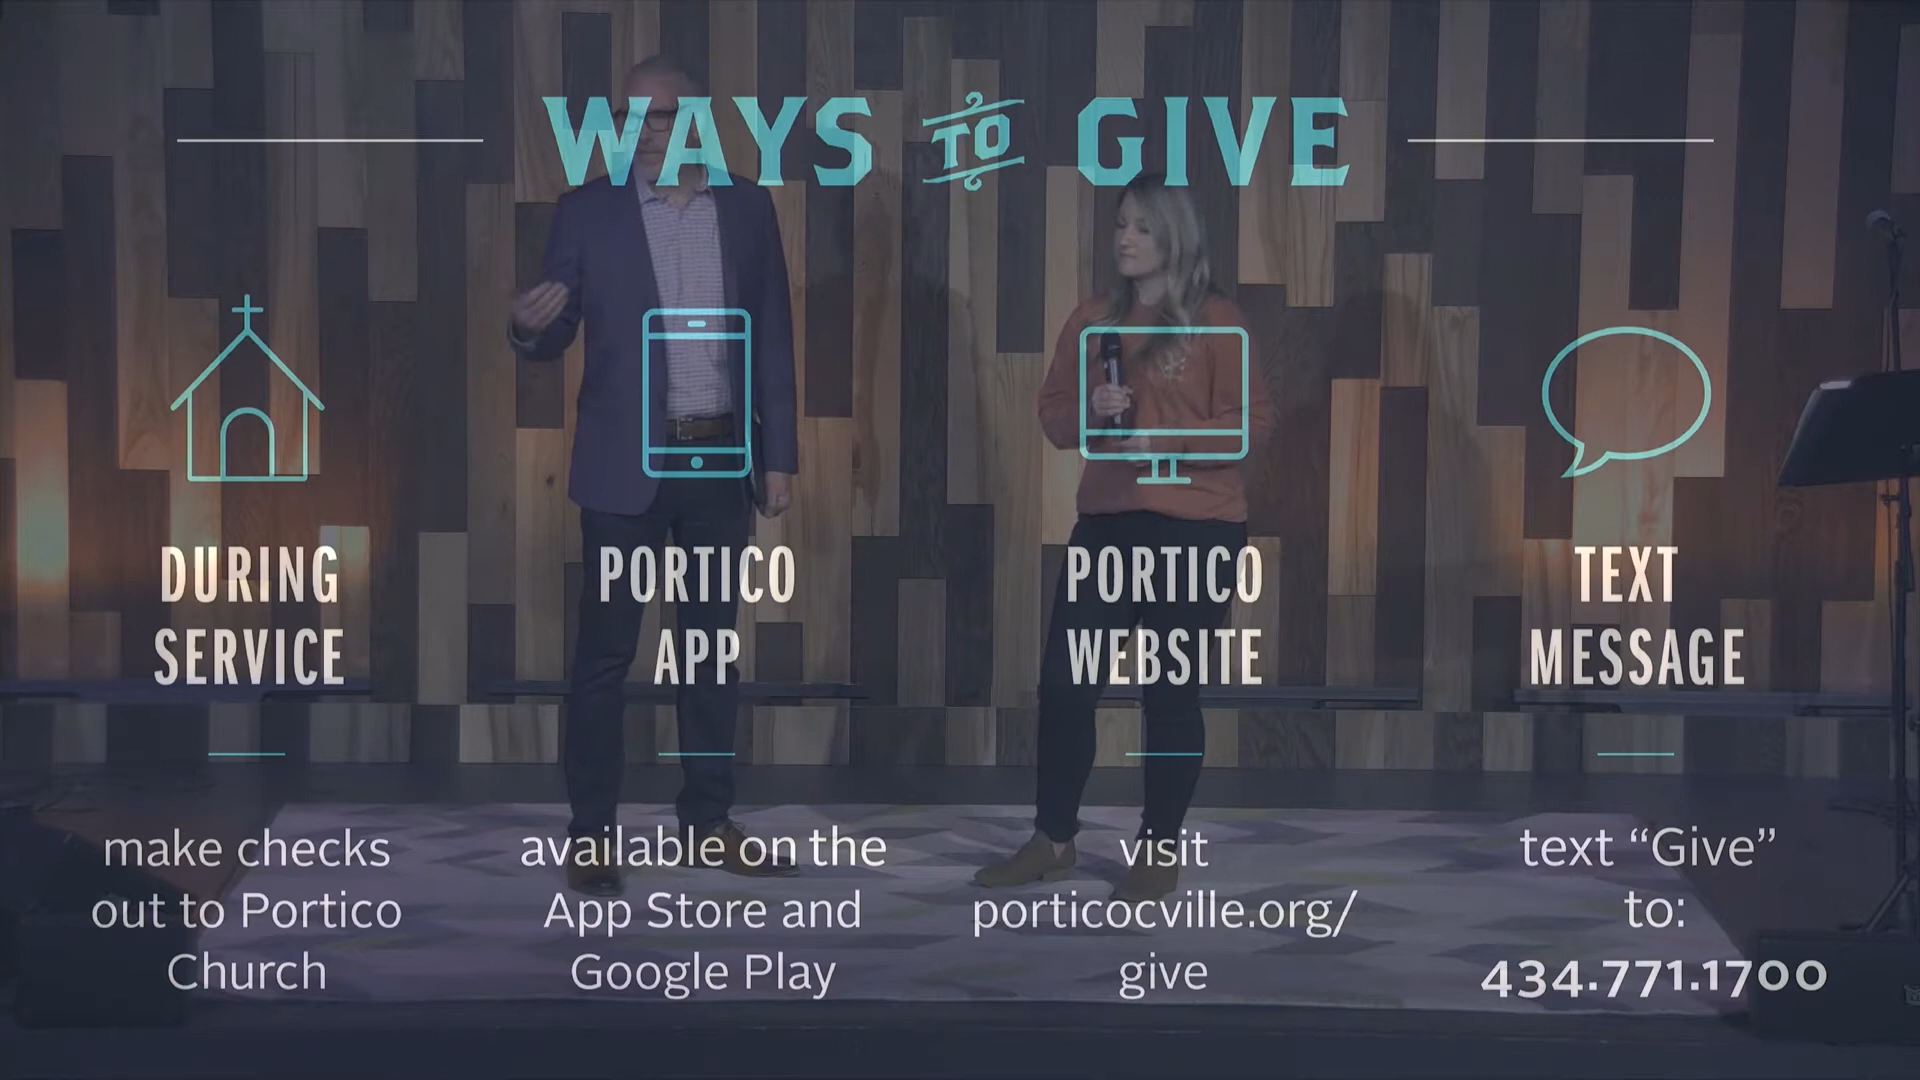 WAYS TO GIVE
DURING
SERVICE
make checks
out to Portico
Church
PORTICO
APP
available on the
App Store and
Google Play
PORTICO
WEBSITE
visit
porticocville.org/
give
TEXT
MESSAGE
text “Give”
to:
434.771.1700